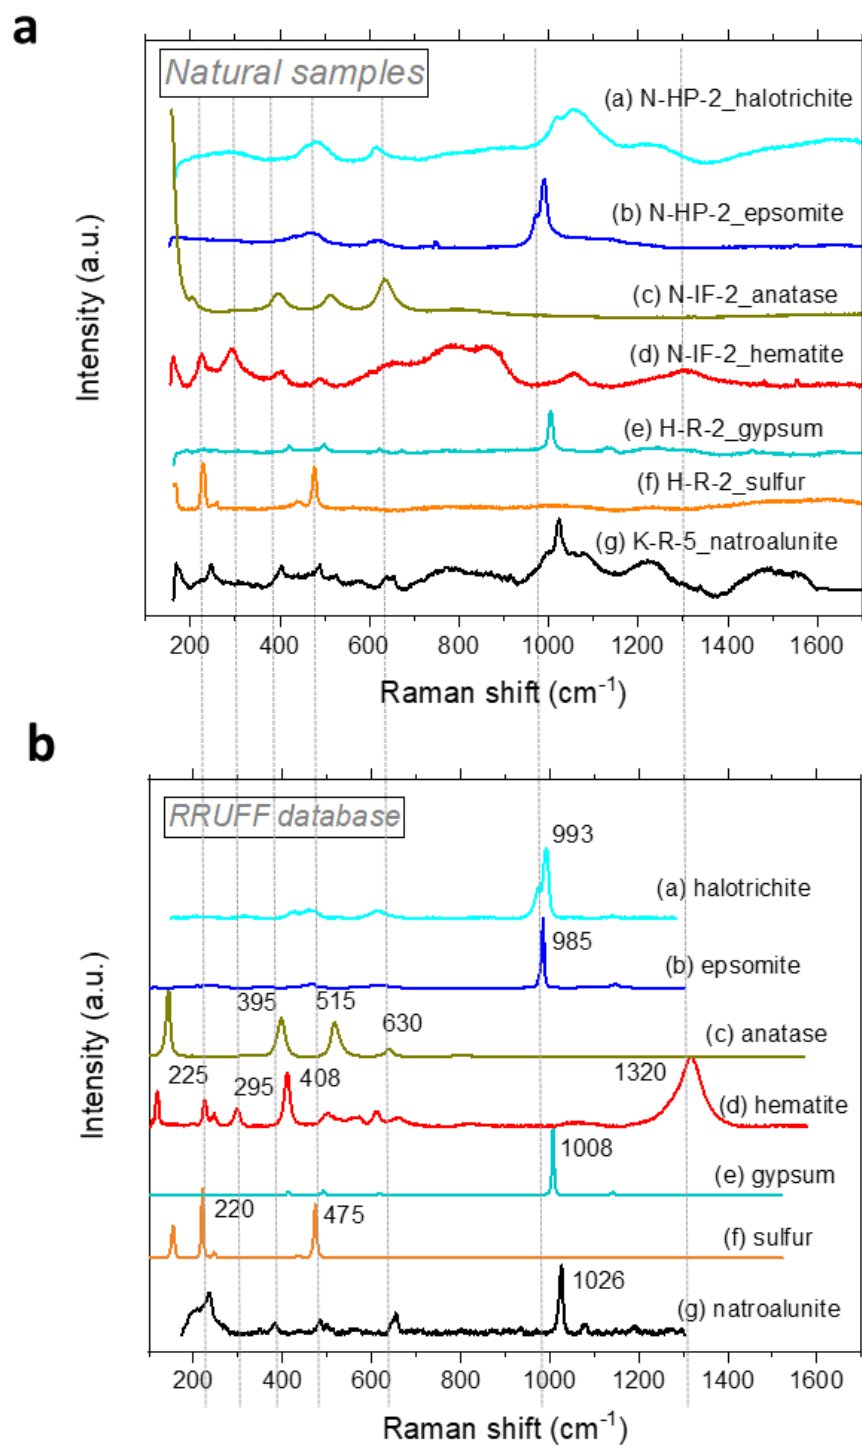 a
Natural samples
(a) N-HP-2_halotrichite
(b) N-HP-2_epsomite
(c) N-IF-2_anatase
(d) N-IF-2_hematite
(e) H-R-2_gypsum
(f) H-R-2_sulfur
(g) K-R-5_natroalunite
Intensity (a.u.)
200 400 600 800 1000 1200 1400 1600
Raman shift (cm⁻¹)
b
RRUFF database
993
(a) halotrichite
985
(b) epsomite
395 515 630
(c) anatase
225 295 408 1320
(d) hematite
1008
(e) gypsum
220 475
(f) sulfur
1026
(g) natroalunite
Intensity (a.u.)
200 400 600 800 1000 1200 1400 1600
Raman shift (cm⁻¹)